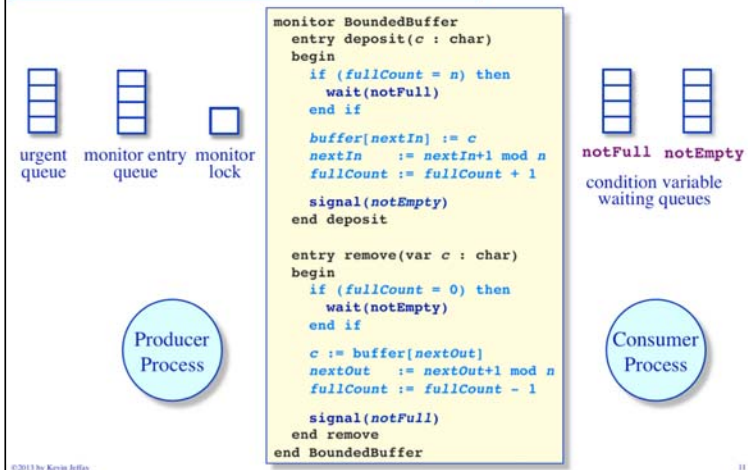 monitor BoundedBuffer
entry deposit(c : char)
begin
if (fullCount = n) then
wait(notFull)
end if
buffer[nextIn] := c
nextIn := nextIn+1 mod n
fullCount := fullCount + 1
signal(notEmpty)
end deposit
entry remove(var c : char)
begin
if (fullCount = 0) then
wait(notEmpty)
end if
c := buffer[nextOut]
nextOut := nextOut+1 mod n
fullCount := fullCount - 1
signal(notFull)
end remove
end BoundedBuffer
urgent
queue
monitor entry
queue
monitor
lock
notFull notEmpty
condition variable
waiting queues
Producer
Process
Consumer
Process
©2013 by Kevin Jeffay
11